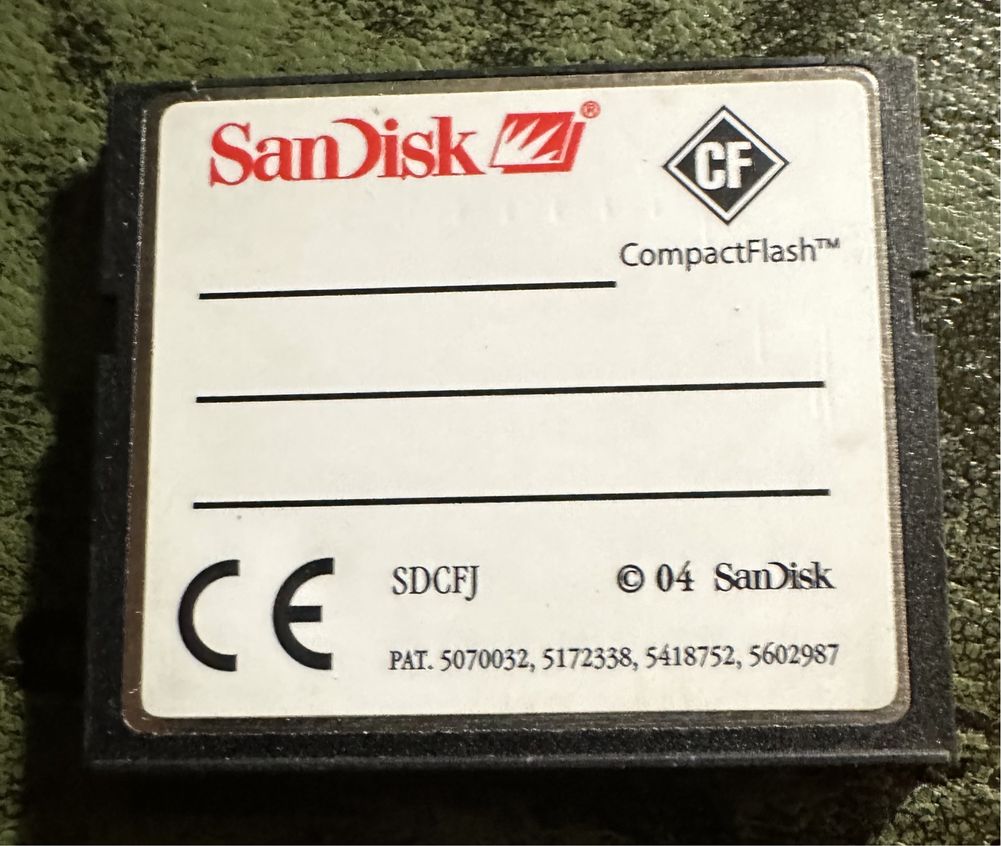 SanDisk ®
CF
CompactFlash™
CE SDCFJ © 04 SanDisk
PAT. 5070032, 5172338, 5418752, 5602987